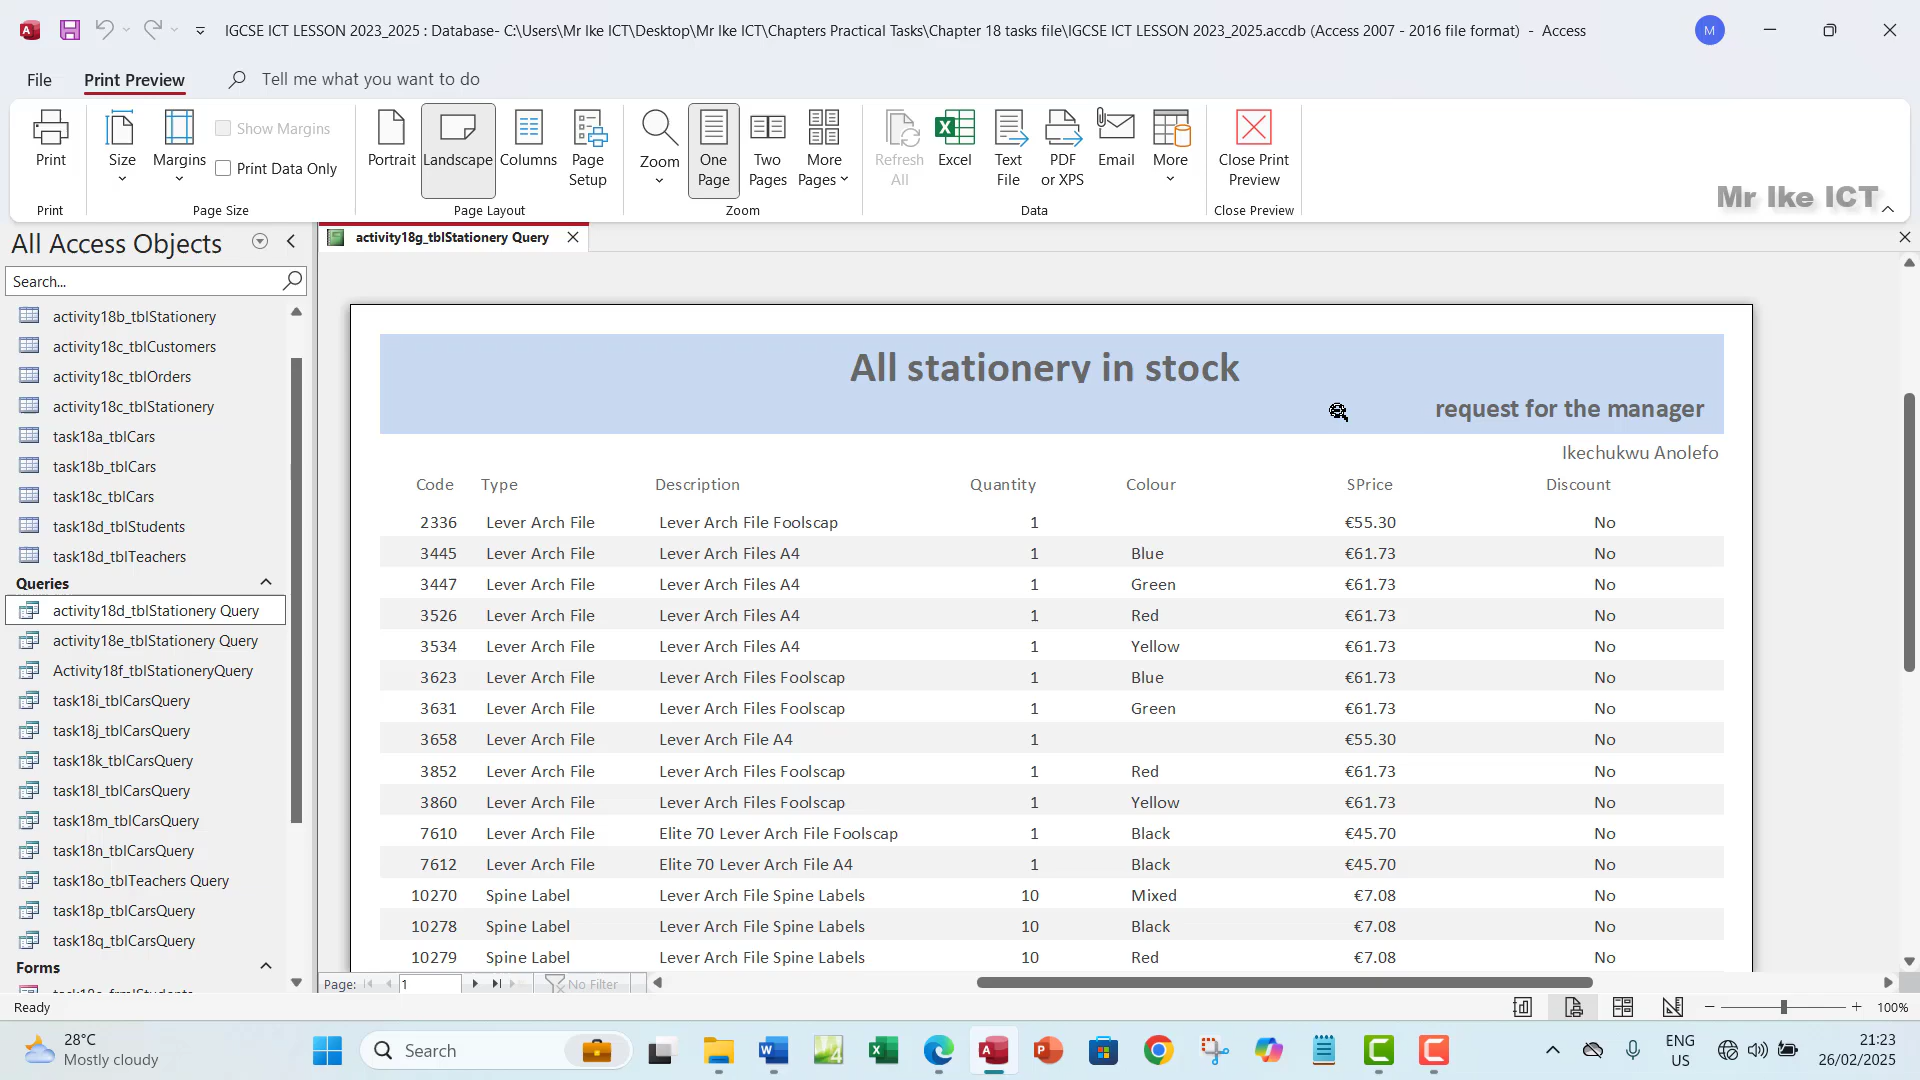 IGCSE ICT LESSON 2023_2025 : Database- C:\Users\Mr Ike ICT\Desktop\Mr Ike ICT\Chapters Practical Tasks\Chapter 18 tasks file\IGCSE ICT LESSON 2023_2025.accdb (Access 2007 - 2016 file format) - Access
M
File
Print Preview
Tell me what you want to do
Print
Size
Margins
Show Margins
Print Data Only
Portrait
Landscape
Columns
Page Setup
Zoom
One Page
Two Pages
More Pages
Refresh All
Excel
Text File
PDF or XPS
Email
More
Close Print Preview
Print
Page Size
Page Layout
Zoom
Data
Close Preview
Mr Ike ICT
All Access Objects
Search...
activity18b_tblStationery
activity18c_tblCustomers
activity18c_tblOrders
activity18c_tblStationery
task18a_tblCars
task18b_tblCars
task18c_tblCars
task18d_tblStudents
task18d_tblTeachers
Queries
activity18d_tblStationery Query
activity18e_tblStationery Query
Activity18f_tblStationeryQuery
task18i_tblCarsQuery
task18j_tblCarsQuery
task18k_tblCarsQuery
task18l_tblCarsQuery
task18m_tblCarsQuery
task18n_tblCarsQuery
task18o_tblTeachers Query
task18p_tblCarsQuery
task18q_tblCarsQuery
Forms
activity18g_tblStationery Query
All stationery in stock
request for the manager
Ikechukwu Anolefo
Code Type Description Quantity Colour SPrice Discount
2336 Lever Arch File Lever Arch File Foolscap 1 €55.30 No
3445 Lever Arch File Lever Arch Files A4 1 Blue €61.73 No
3447 Lever Arch File Lever Arch Files A4 1 Green €61.73 No
3526 Lever Arch File Lever Arch Files A4 1 Red €61.73 No
3534 Lever Arch File Lever Arch Files A4 1 Yellow €61.73 No
3623 Lever Arch File Lever Arch Files Foolscap 1 Blue €61.73 No
3631 Lever Arch File Lever Arch Files Foolscap 1 Green €61.73 No
3658 Lever Arch File Lever Arch File A4 1 €55.30 No
3852 Lever Arch File Lever Arch Files Foolscap 1 Red €61.73 No
3860 Lever Arch File Lever Arch Files Foolscap 1 Yellow €61.73 No
7610 Lever Arch File Elite 70 Lever Arch File Foolscap 1 Black €45.70 No
7612 Lever Arch File Elite 70 Lever Arch File A4 1 Black €45.70 No
10270 Spine Label Lever Arch File Spine Labels 10 Mixed €7.08 No
10278 Spine Label Lever Arch File Spine Labels 10 Black €7.08 No
10279 Spine Label Lever Arch File Spine Labels 10 Red €7.08 No
Page: 1 No Filter
Ready
100%
28°C
Mostly cloudy
Search
ENG
US
21:23
26/02/2025